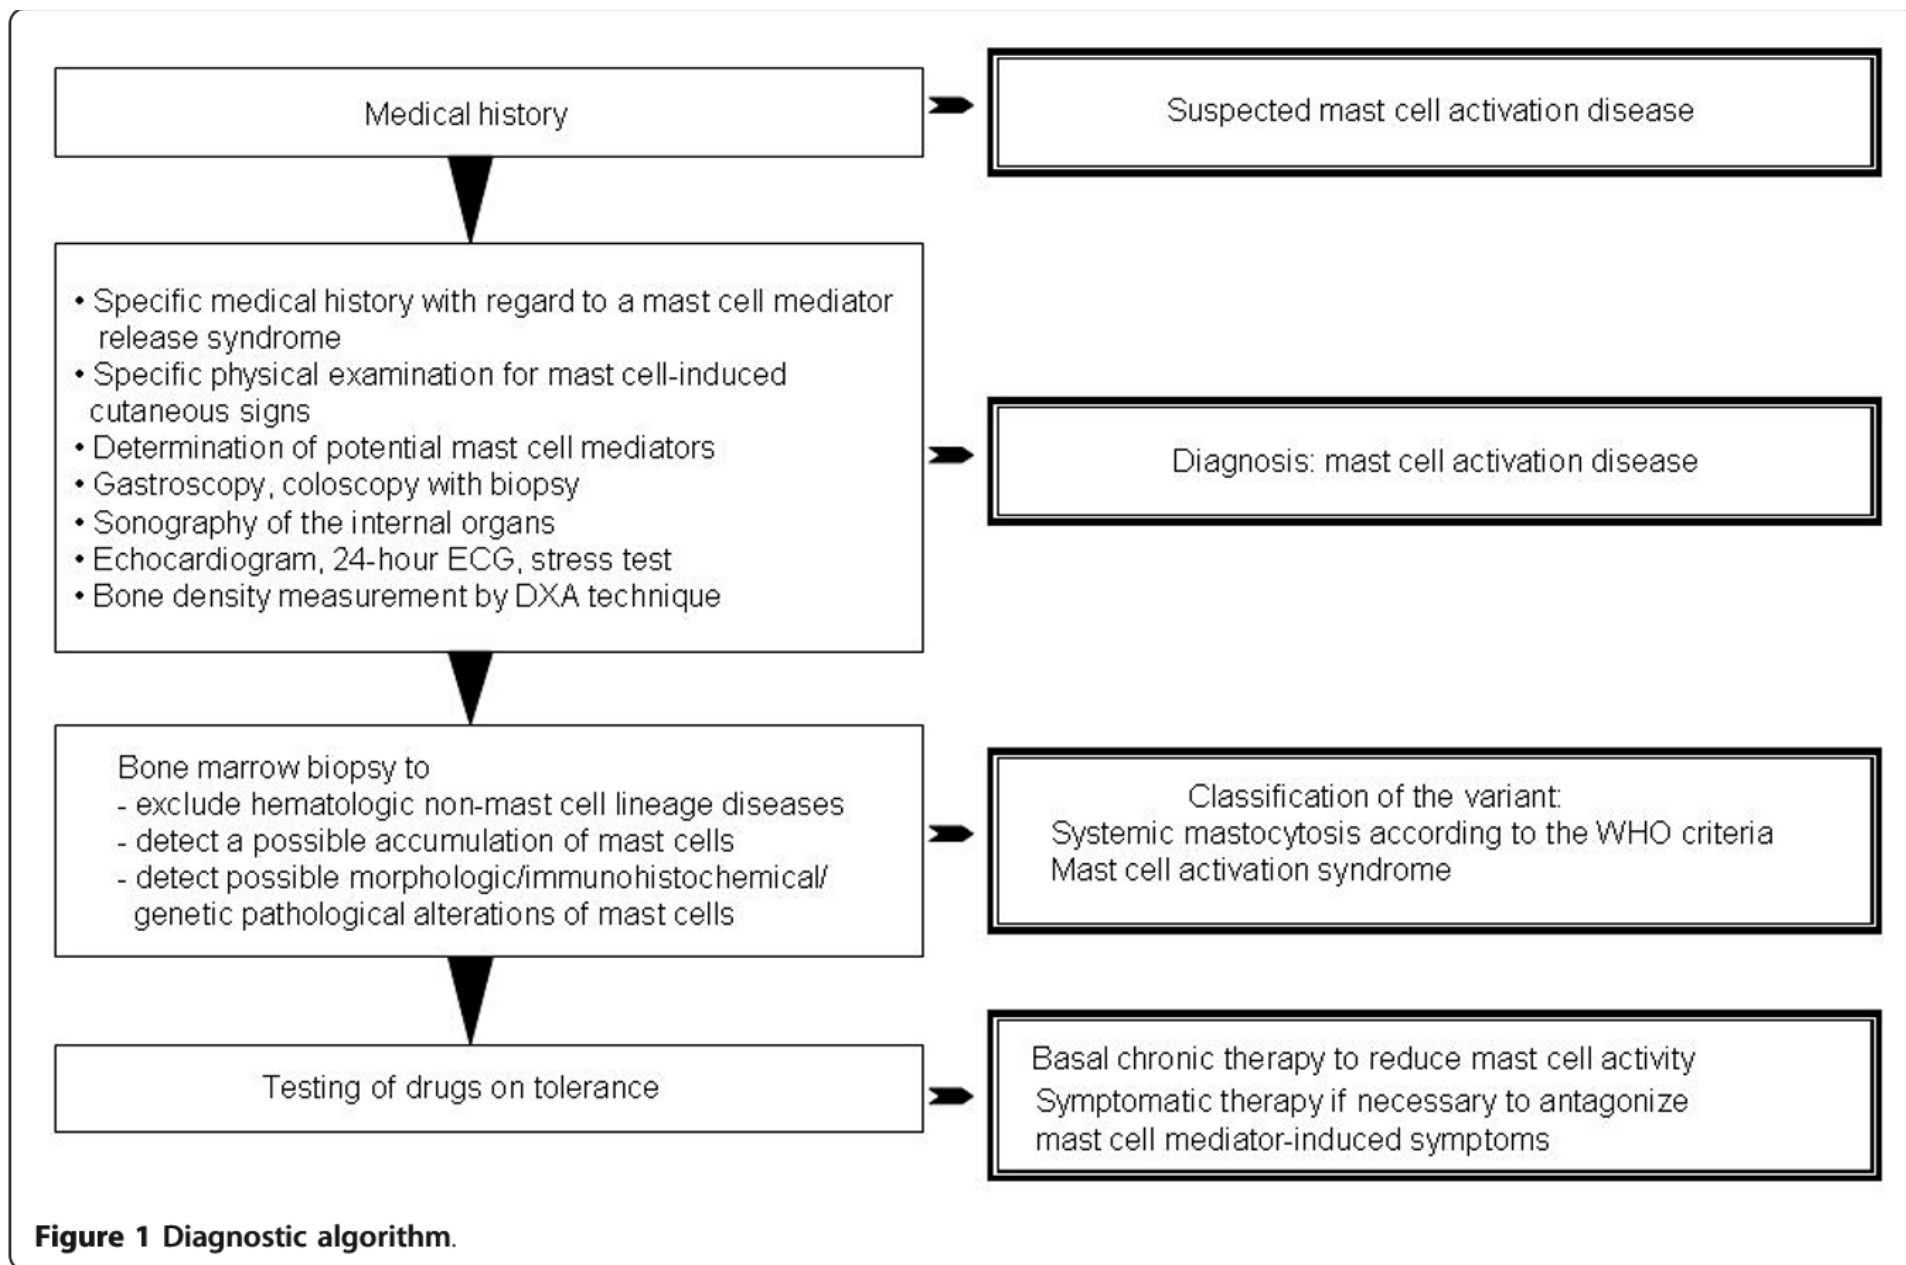 Medical history
Suspected mast cell activation disease
• Specific medical history with regard to a mast cell mediator
release syndrome
• Specific physical examination for mast cell-induced
cutaneous signs
• Determination of potential mast cell mediators
• Gastroscopy, coloscopy with biopsy
• Sonography of the internal organs
• Echocardiogram, 24-hour ECG, stress test
• Bone density measurement by DXA technique
Diagnosis: mast cell activation disease
Bone marrow biopsy to
- exclude hematologic non-mast cell lineage diseases
- detect a possible accumulation of mast cells
- detect possible morphologic/immunohistochemical/
genetic pathological alterations of mast cells
Classification of the variant:
Systemic mastocytosis according to the WHO criteria
Mast cell activation syndrome
Testing of drugs on tolerance
Basal chronic therapy to reduce mast cell activity
Symptomatic therapy if necessary to antagonize
mast cell mediator-induced symptoms
Figure 1 Diagnostic algorithm.